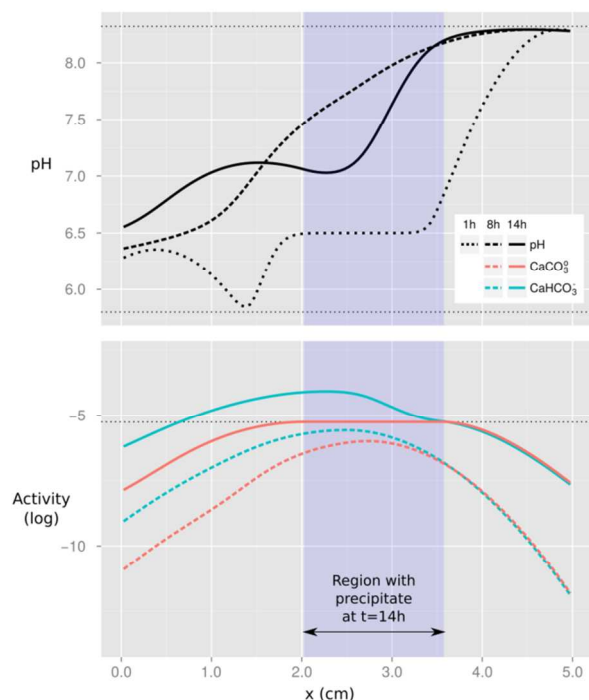 8.0
7.5
pH
7.0
6.5
6.0
1h 8h 14h
pH
CaCO₃⁰
CaHCO₃⁻
-5
Activity
(log)
-10
Region with
precipitate
at t=14h
0.0 1.0 2.0 3.0 4.0 5.0
x (cm)